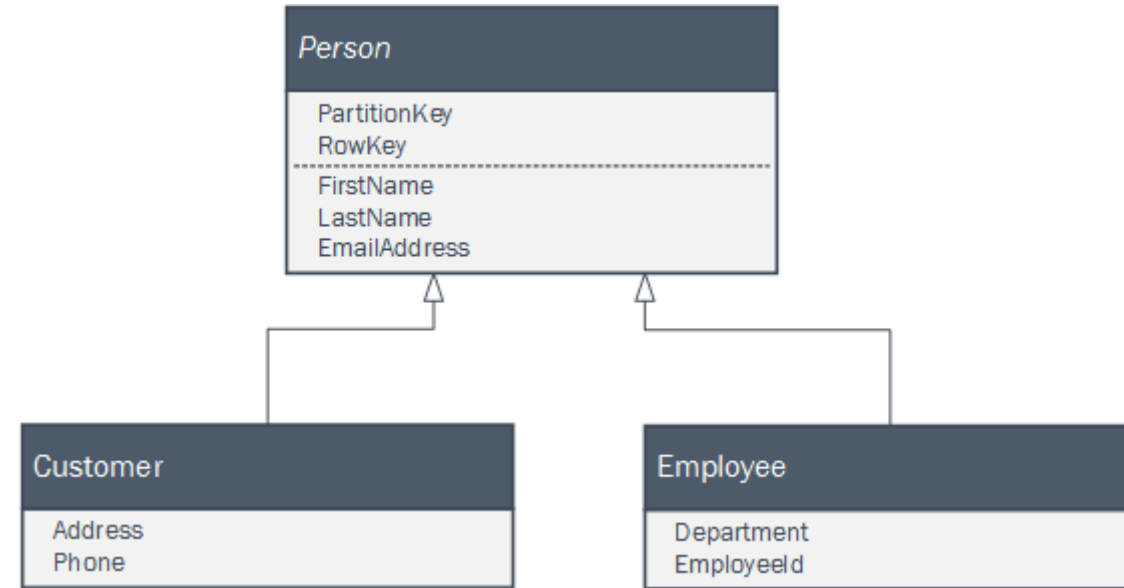 Person
PartitionKey
RowKey
FirstName
LastName
EmailAddress
Customer
Address
Phone
Employee
Department
EmployeeId